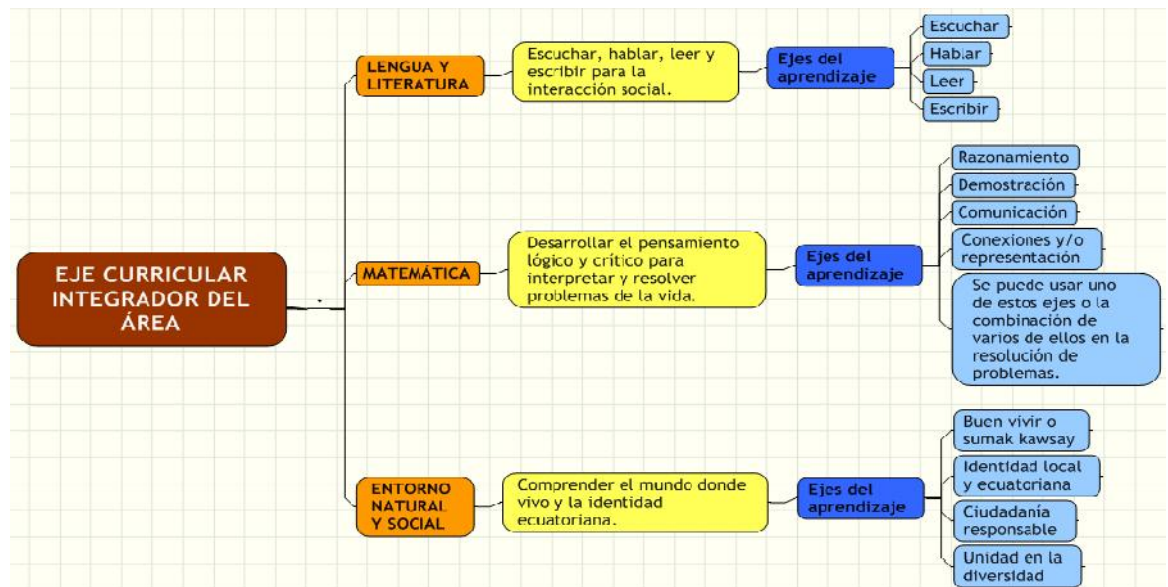 EJE CURRICULAR
INTEGRADOR DEL
ÁREA
LENGUA Y
LITERATURA
Escuchar, hablar, leer y
escribir para la
interacción social.
Ejes del
aprendizaje
Escuchar
Hablar
Leer
Escribir
MATEMÁTICA
Desarrollar el pensamiento
lógico y crítico para
interpretar y resolver
problemas de la vida.
Ejes del
aprendizaje
Razonamiento
Demostración
Comunicación
Conexiones y/o
representación
Se puede usar uno
de estos ejes o la
combinación de
varios de ellos en la
resolución de
problemas.
ENTORNO
NATURAL
Y SOCIAL
Comprender el mundo donde
vivo y la identidad
ecuatoriana.
Ejes del
aprendizaje
Buen vivir o
sumak kawsay
Identidad local
y ecuatoriana
Ciudadanía
responsable
Unidad en la
diversidad